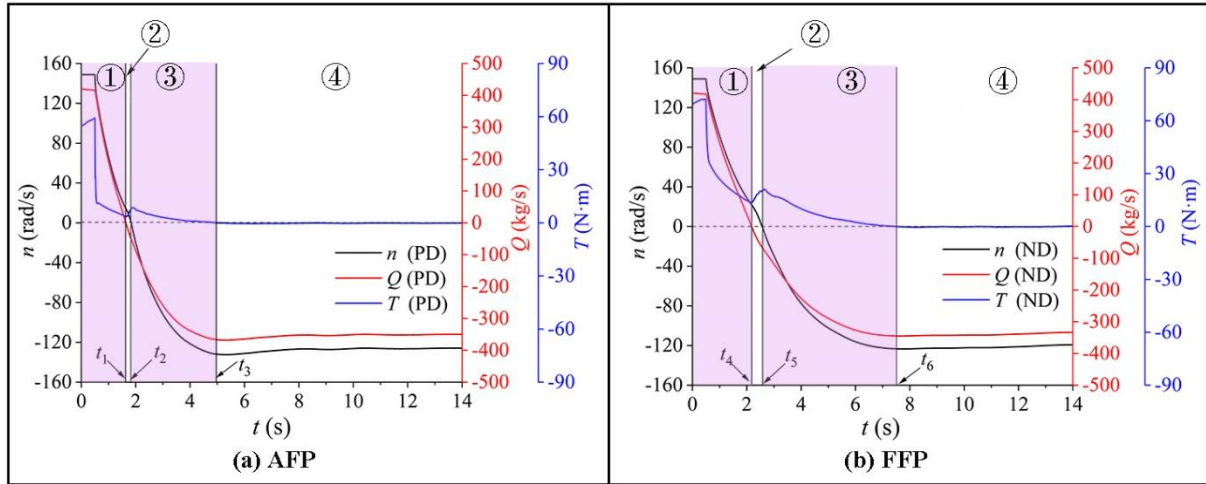 ②
① ③ ④
160
120
80
40
0
-40
-80
-120
-160
n (rad/s)
500
400
300
200
100
0
-100
-200
-300
-400
-500
Q (kg/s)
90
60
30
0
-30
-60
-90
T (N·m)
n (PD)
Q (PD)
T (PD)
t1 t2 t3
0 2 4 6 8 10 12 14
t (s)
(a) AFP
②
① ③ ④
160
120
80
40
0
-40
-80
-120
-160
n (rad/s)
500
400
300
200
100
0
-100
-200
-300
-400
-500
Q (kg/s)
90
60
30
0
-30
-60
-90
T (N·m)
n (ND)
Q (ND)
T (ND)
t4 t5 t6
0 2 4 6 8 10 12 14
t (s)
(b) FFP